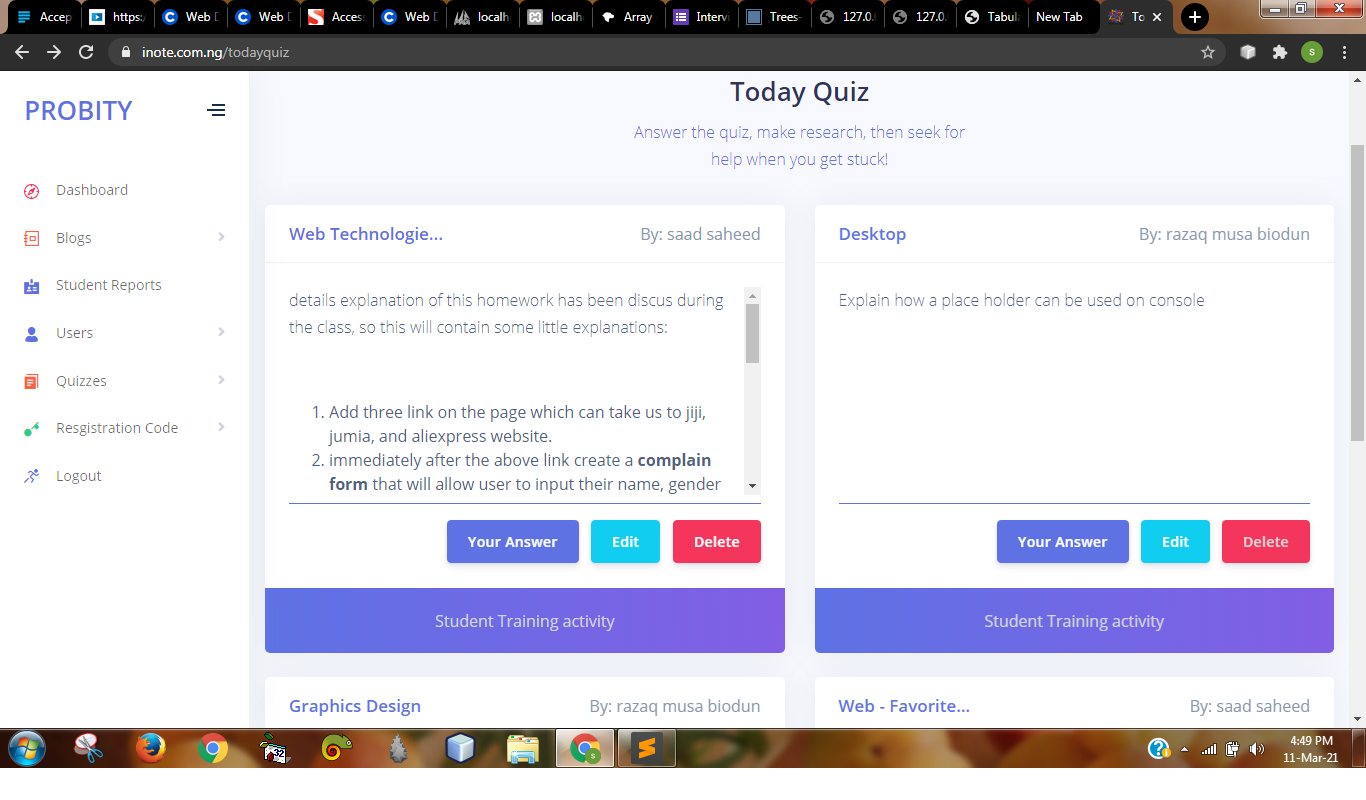 Accep
https:
Web D
Web D
Acces
Web D
localh
localh
Array
Intervi
Trees-
127.0.
127.0.
Tabula
New Tab
To
inote.com.ng/todayquiz
s
PROBITY
Dashboard
Blogs
Student Reports
Users
Quizzes
Resgistration Code
Logout
Today Quiz
Answer the quiz, make research, then seek for
help when you get stuck!
Web Technologie...
By: saad saheed
details explanation of this homework has been discus during
the class, so this will contain some little explanations:
1. Add three link on the page which can take us to jiji,
jumia, and aliexpress website.
2. immediately after the above link create a complain
form that will allow user to input their name, gender
Your Answer
Edit
Delete
Student Training activity
Desktop
By: razaq musa biodun
Explain how a place holder can be used on console
Your Answer
Edit
Delete
Student Training activity
Graphics Design
By: razaq musa biodun
Web - Favorite...
By: saad saheed
4:49 PM
11-Mar-21